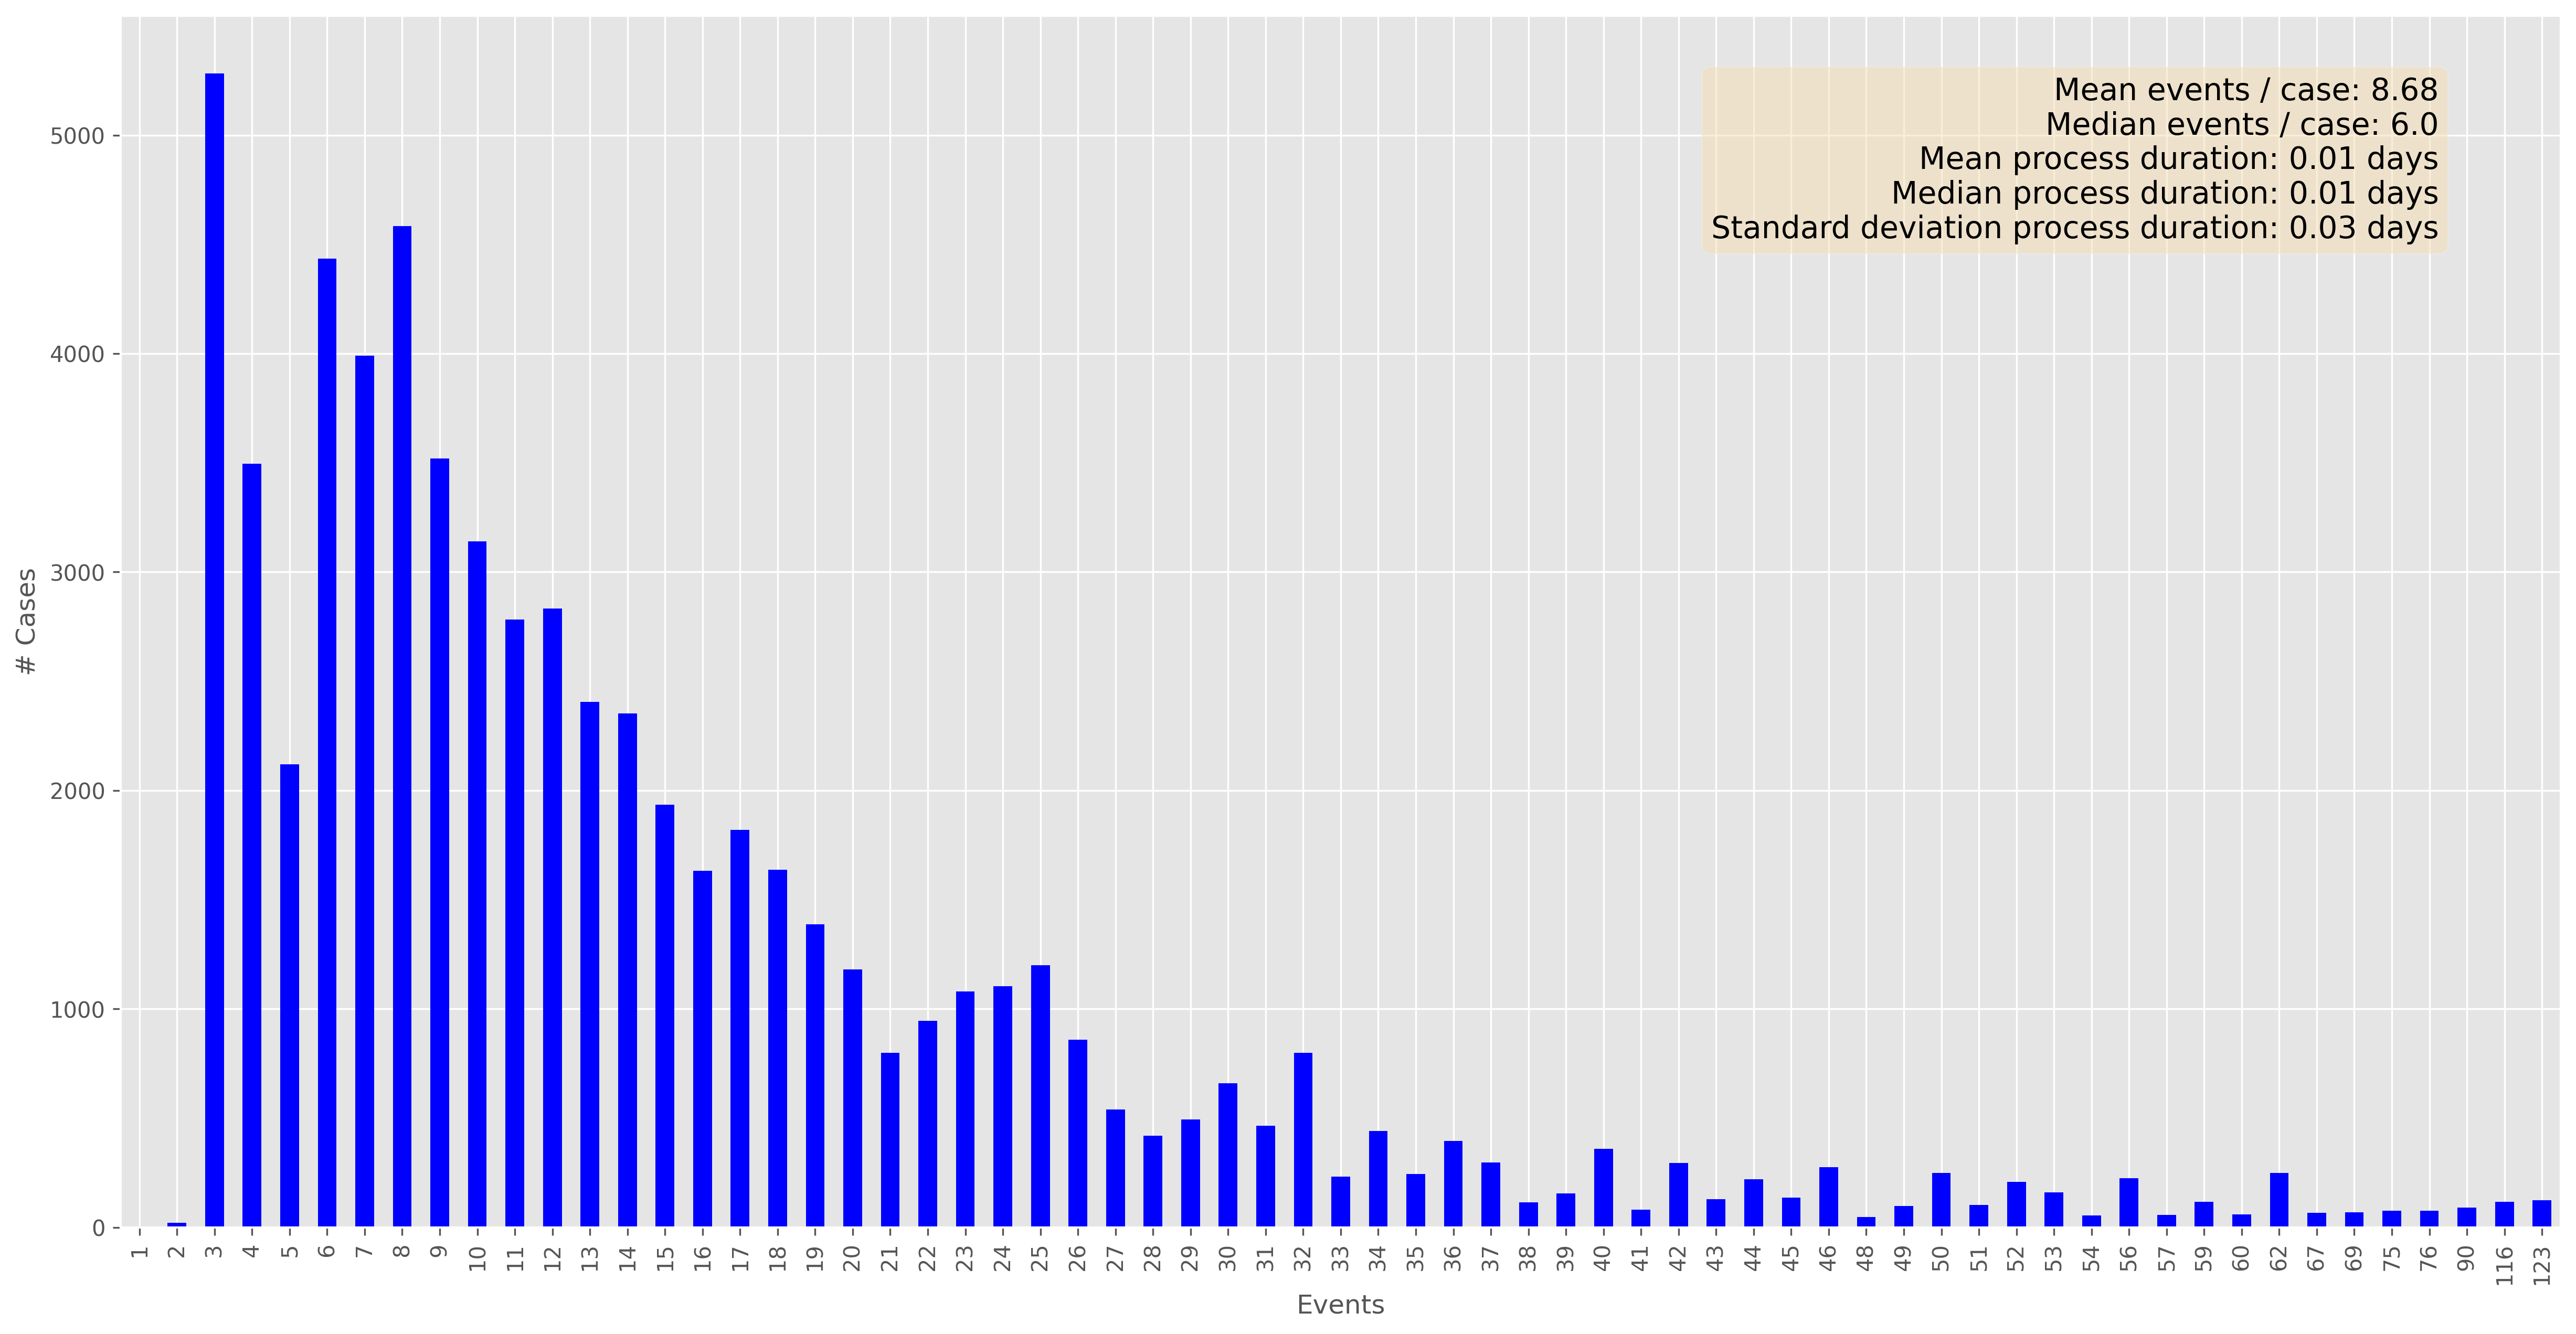 Mean events / case: 8.68
Median events / case: 6.0
Mean process duration: 0.01 days
Median process duration: 0.01 days
Standard deviation process duration: 0.03 days
# Cases
5000
4000
3000
2000
1000
0
1 2 3 4 5 6 7 8 9 10 11 12 13 14 15 16 17 18 19 20 21 22 23 24 25 26 27 28 29 30 31 32 33 34 35 36 37 38 39 40 41 42 43 44 45 46 48 49 50 51 52 53 54 56 57 59 60 62 67 69 75 76 90 116 123
Events